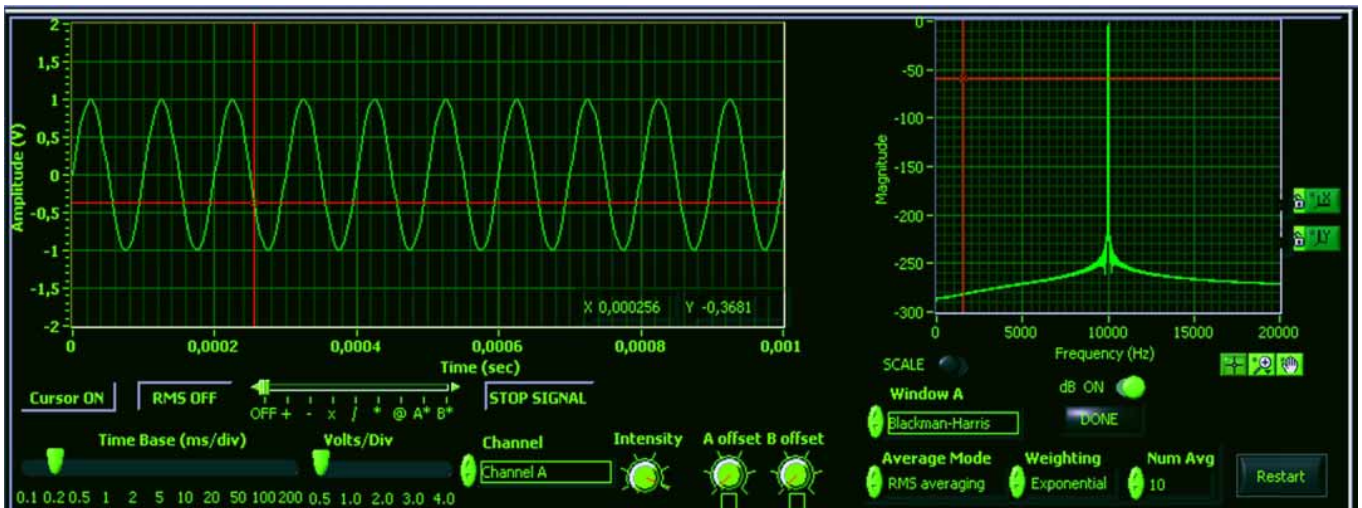 2
1,5
1
0,5
0
-0,5
-1
-1,5
-2
Amplitude (V)
X 0,000256 Y -0,3681
0 0,0002 0,0004 0,0006 0,0008 0,001
Time (sec)
0
-50
-100
-150
-200
-250
-300
Magnitude
0 5000 10000 15000 20000
Frequency (Hz)
Cursor ON
RMS OFF
OFF + - x / * @ A* B*
STOP SIGNAL
SCALE
dB ON
Window A
Blackman-Harris
DONE
Time Base (ms/div)
0.1 0.2 0.5 1 2 5 10 20 50 100 200
Volts/Div
0.5 1.0 2.0 3.0 4.0
Channel
Channel A
Intensity
A offset B offset
Average Mode
RMS averaging
Weighting
Exponential
Num Avg
10
Restart